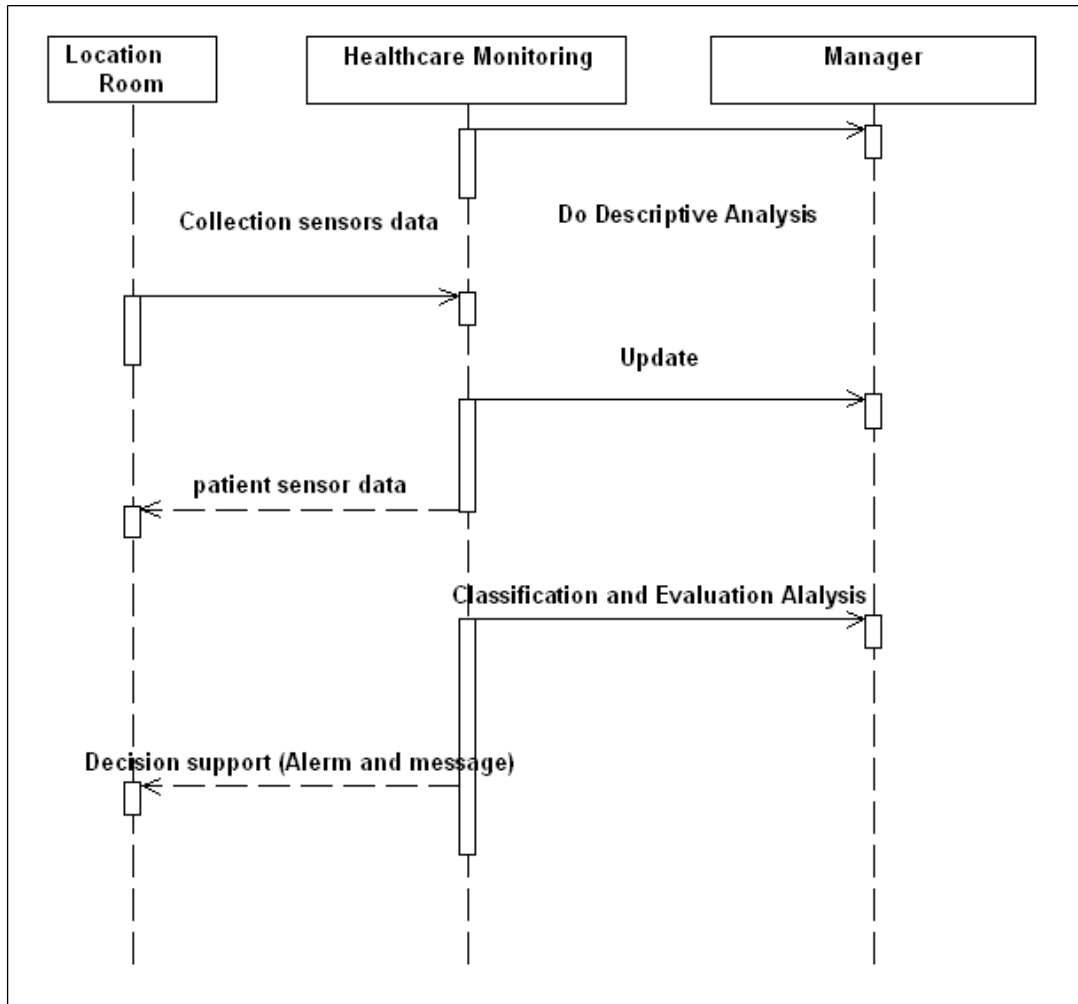 Location
Room
Healthcare Monitoring
Manager
Collection sensors data
Do Descriptive Analysis
Update
patient sensor data
Classification and Evaluation Alalysis
Decision support (Alerm and message)